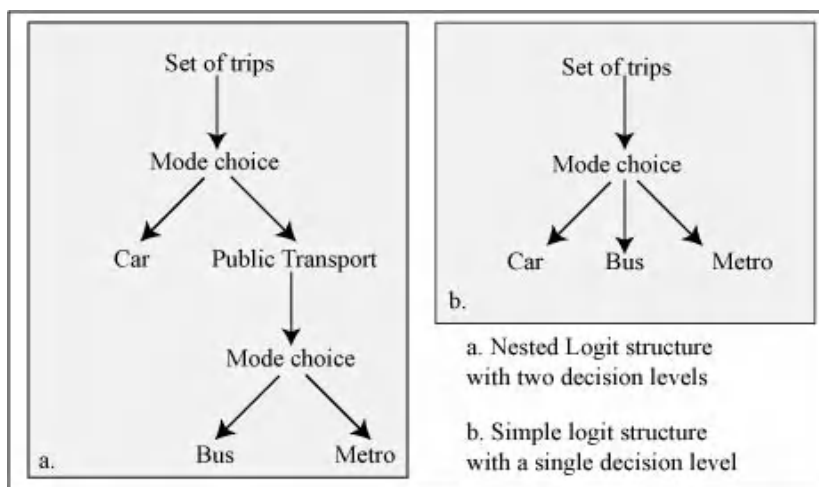 Set of trips
Mode choice
Car Public Transport
Mode choice
Bus Metro
a.
Set of trips
Mode choice
Car Bus Metro
b.
a. Nested Logit structure
with two decision levels
b. Simple logit structure
with a single decision level